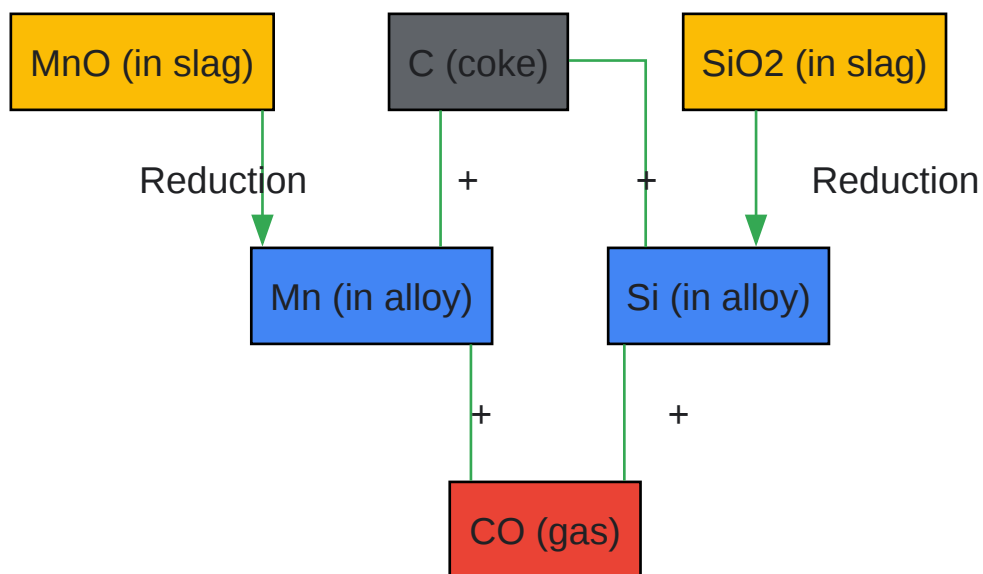 MnO (in slag)
C (coke)
SiO2 (in slag)
Reduction
+
+
Reduction
Mn (in alloy)
Si (in alloy)
+
+
CO (gas)